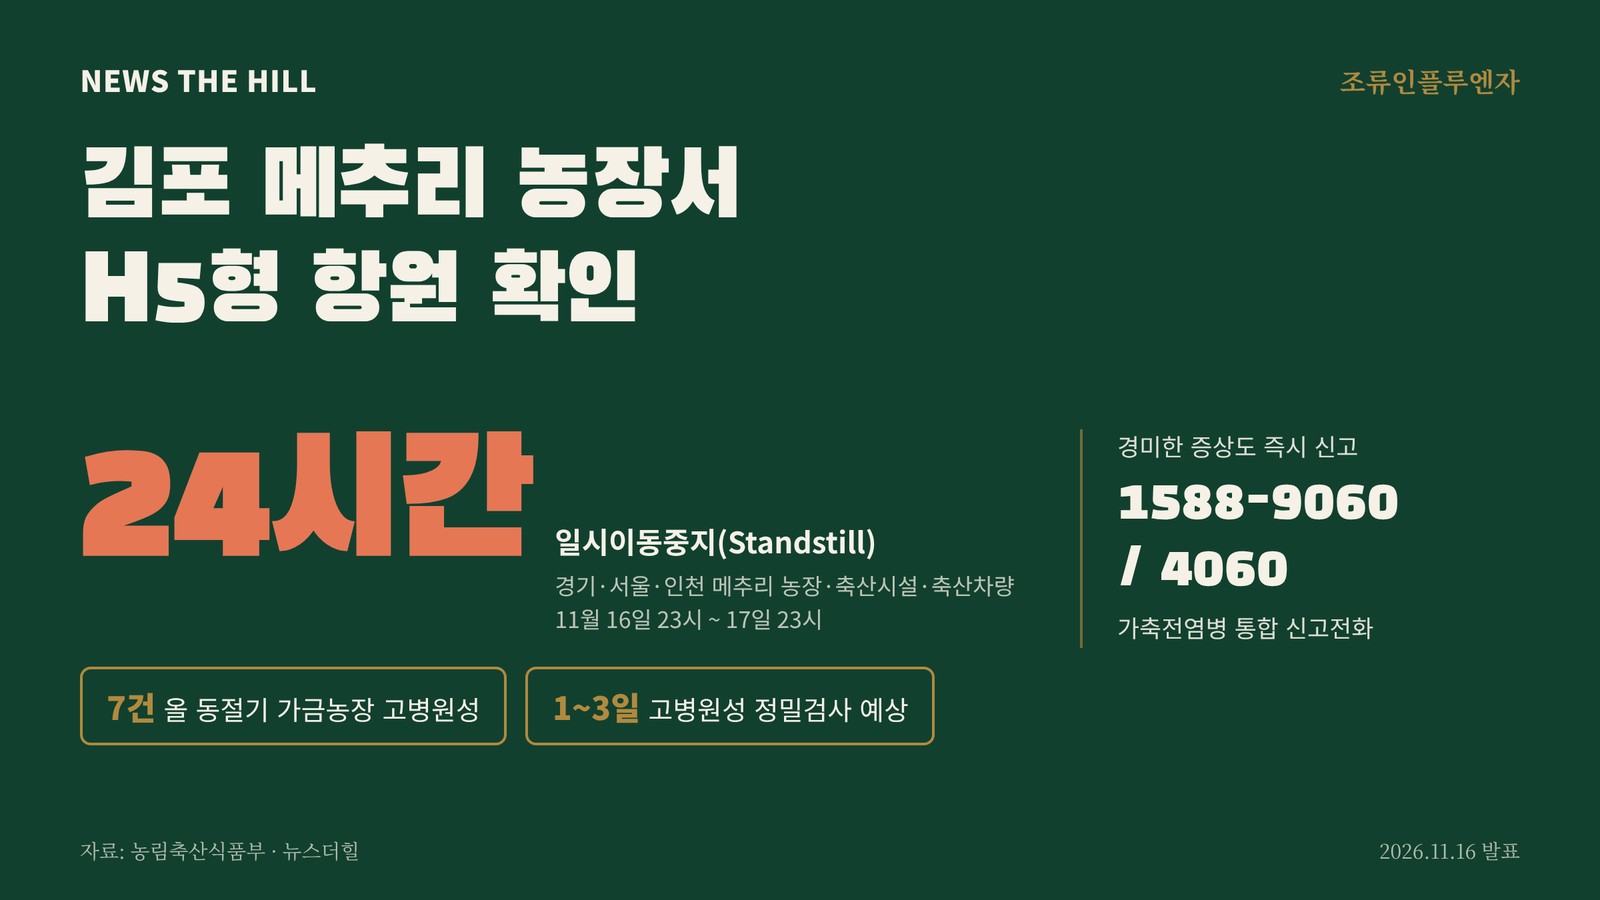 NEWS THE HILL
조류인플루엔자
김포 메추리 농장서
H5형 항원 확인
24시간
일시이동중지(Standstill)
경기·서울·인천 메추리 농장·축산시설·축산차량
11월 16일 23시 ~ 17일 23시
경미한 증상도 즉시 신고
1588-9060
/ 4060
가축전염병 통합 신고전화
7건 올 동절기 가금농장 고병원성
1~3일 고병원성 정밀검사 예상
자료: 농림축산식품부 · 뉴스더힐
2026.11.16 발표